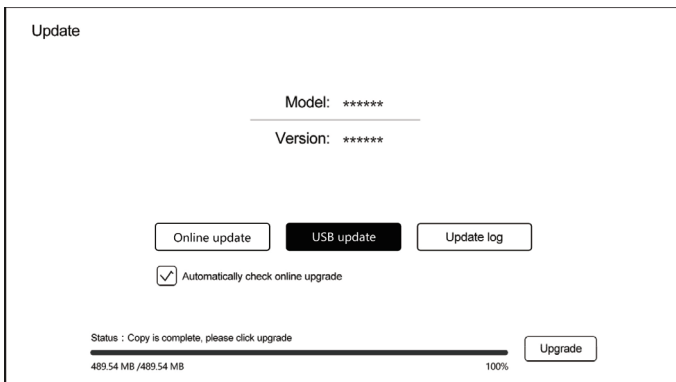 Update
Model: ******
Version: ******
Online update
USB update
Update log
Automatically check online upgrade
Status : Copy is complete, please click upgrade
Upgrade
489.54 MB /489.54 MB
100%